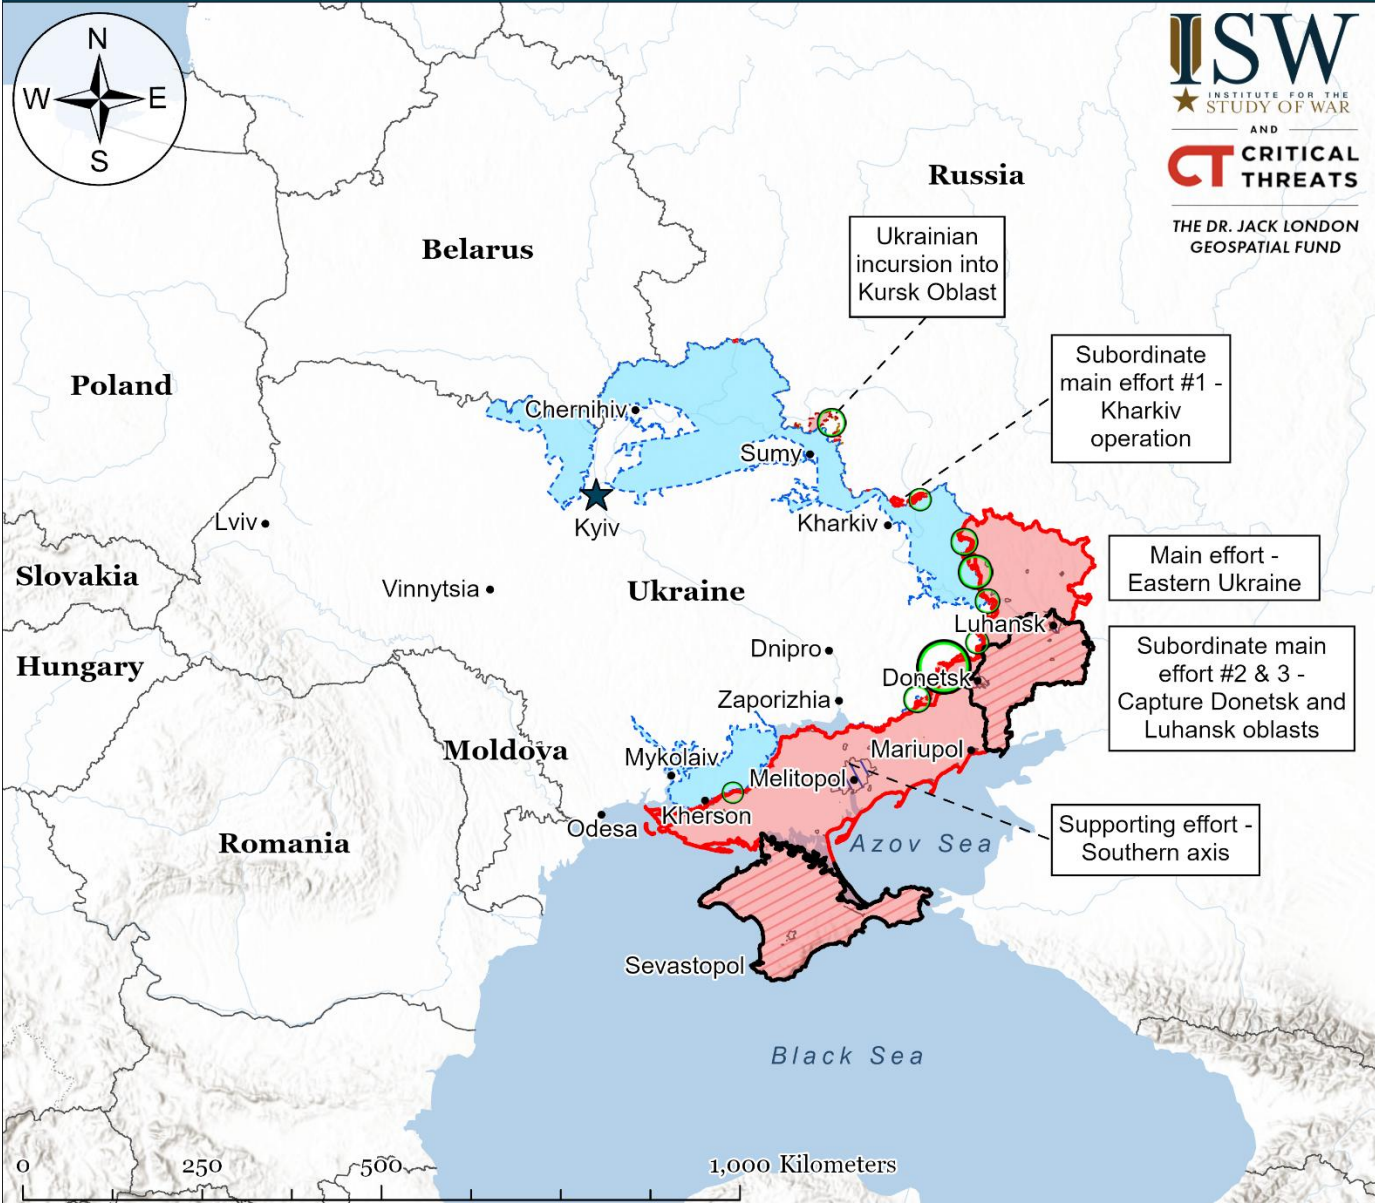 N
W E
S
ISW
INSTITUTE FOR THE
STUDY OF WAR
AND
CT CRITICAL
THREATS
THE DR. JACK LONDON
GEOSPATIAL FUND
Russia
Ukrainian
incursion into
Kursk Oblast
Belarus
Subordinate
main effort #1 -
Kharkiv
operation
Poland
Chernihiv
Sumy
Lviv
Kyiv
Kharkiv
Main effort -
Eastern Ukraine
Slovakia
Vinnytsia
Ukraine
Luhansk
Hungary
Dnipro
Donetsk
Subordinate main
effort #2 & 3 -
Capture Donetsk and
Luhansk oblasts
Zaporizhia
Moldova
Mykolaiv
Mariupol
Melitopol
Kherson
Odesa
Romania
Azov Sea
Supporting effort -
Southern axis
Sevastopol
Black Sea
0 250 500 1,000 Kilometers